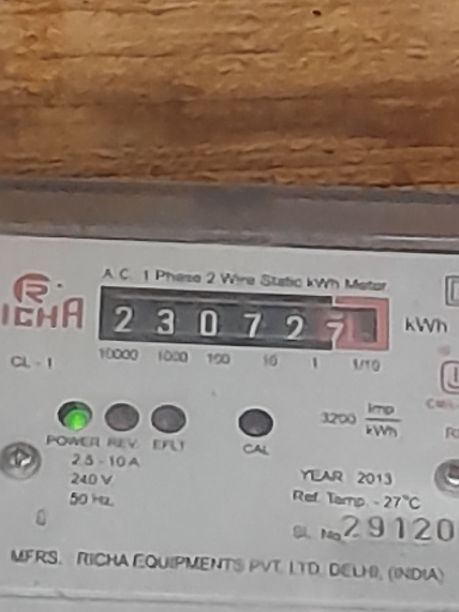 A.C. 1 Phase 2 Wire Static kWh Meter
R
RICHA
2 3 0 7 2 7
kWh
CL - 1
10000 1000 100 10 1 1/10
3200 Imp
kWh
POWER REV. EFLT
CAL
2.5 - 10 A
240 V
50 Hz.
YEAR 2013
Ref. Temp. - 27°C
SL. No. 29120
MFRS. RICHA EQUIPMENTS PVT. LTD. DELHI, (INDIA)